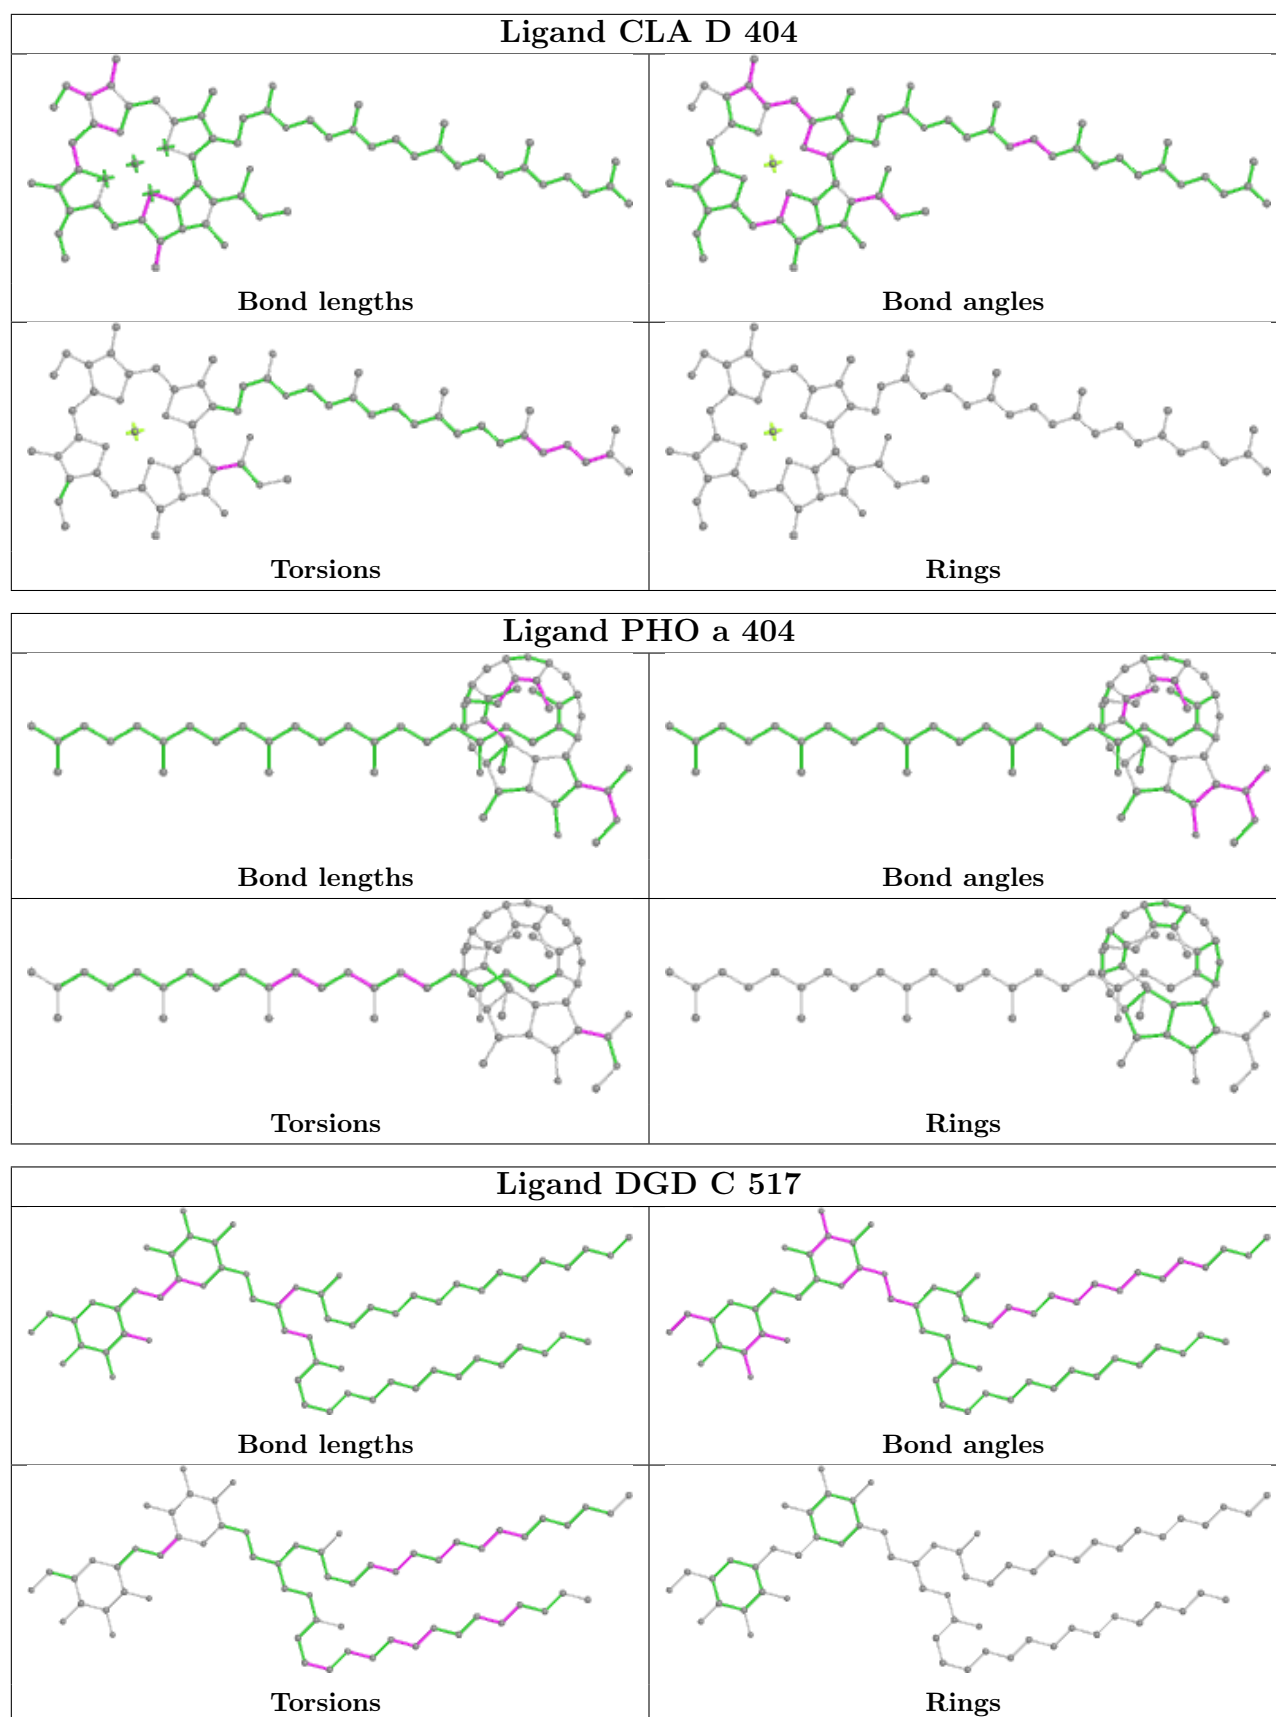 Ligand CLA D 404
Bond lengths
Bond angles
Torsions
Rings
Ligand PHO a 404
Bond lengths
Bond angles
Torsions
Rings
Ligand DGD C 517
Bond lengths
Bond angles
Torsions
Rings